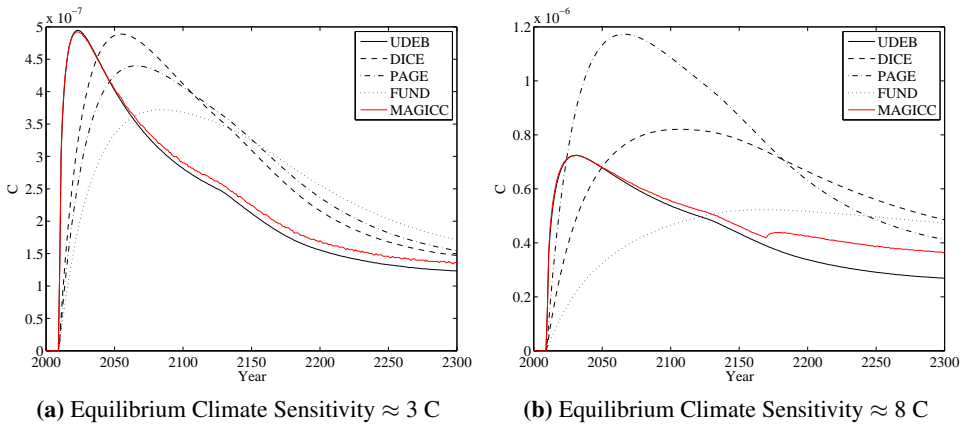 x 10⁻⁷
5
4.5
4
3.5
3
2.5
2
1.5
1
0.5
0
C
2000
2050
2100
2150
2200
2250
2300
Year
UDEB
DICE
PAGE
FUND
MAGICC
(a) Equilibrium Climate Sensitivity ≈ 3 C
x 10⁻⁶
1.2
1
0.8
0.6
0.4
0.2
0
C
2000
2050
2100
2150
2200
2250
2300
Year
UDEB
DICE
PAGE
FUND
MAGICC
(b) Equilibrium Climate Sensitivity ≈ 8 C